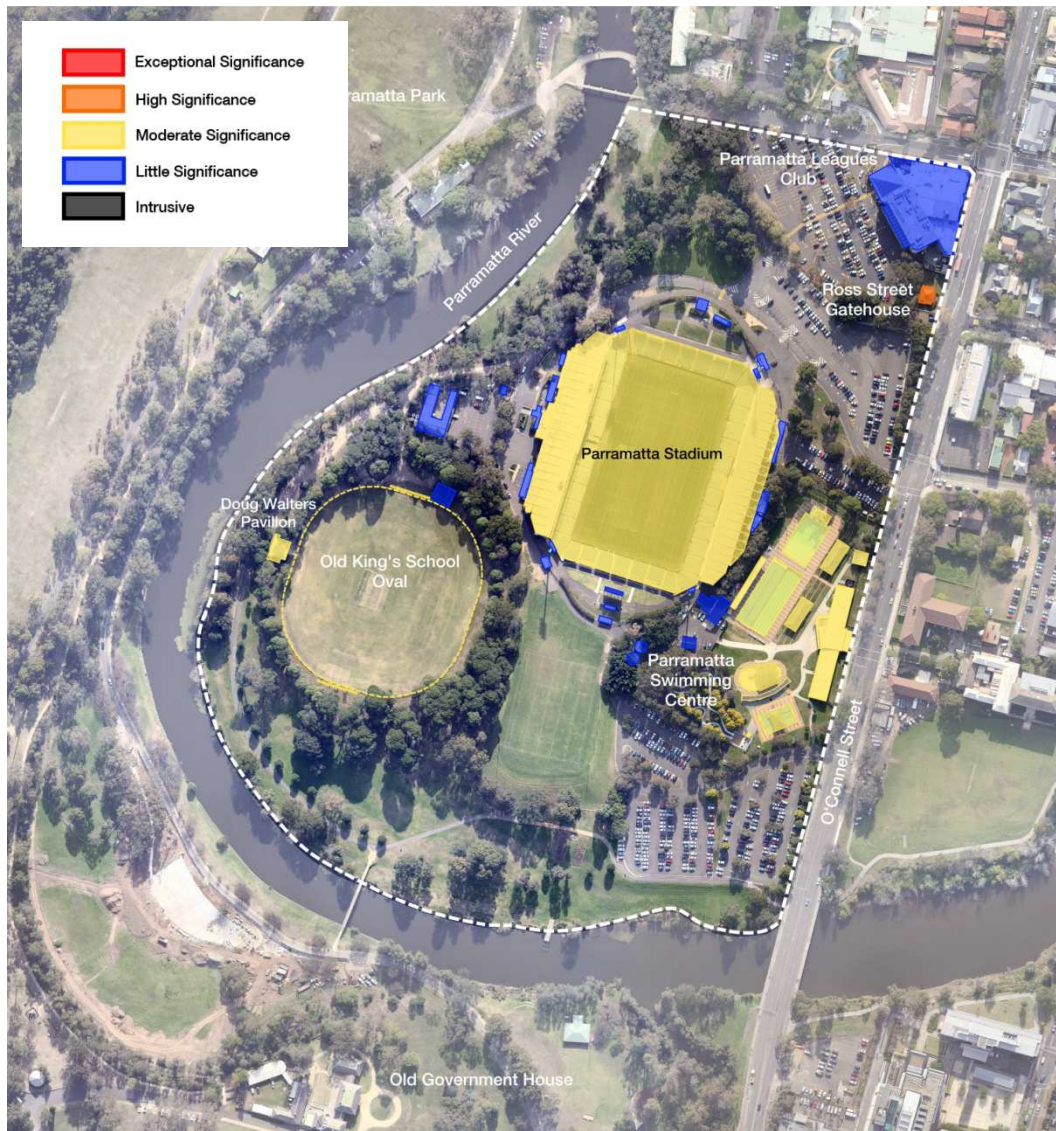 Exceptional Significance
High Significance
Moderate Significance
Little Significance
Intrusive
ramatta Park
Parramatta Leagues
Club
Parramatta River
Ross Street
Gatehouse
Parramatta Stadium
Doug Walters
Pavilion
Old King's School
Oval
Parramatta
Swimming
Centre
O'Connell Street
Old Government House